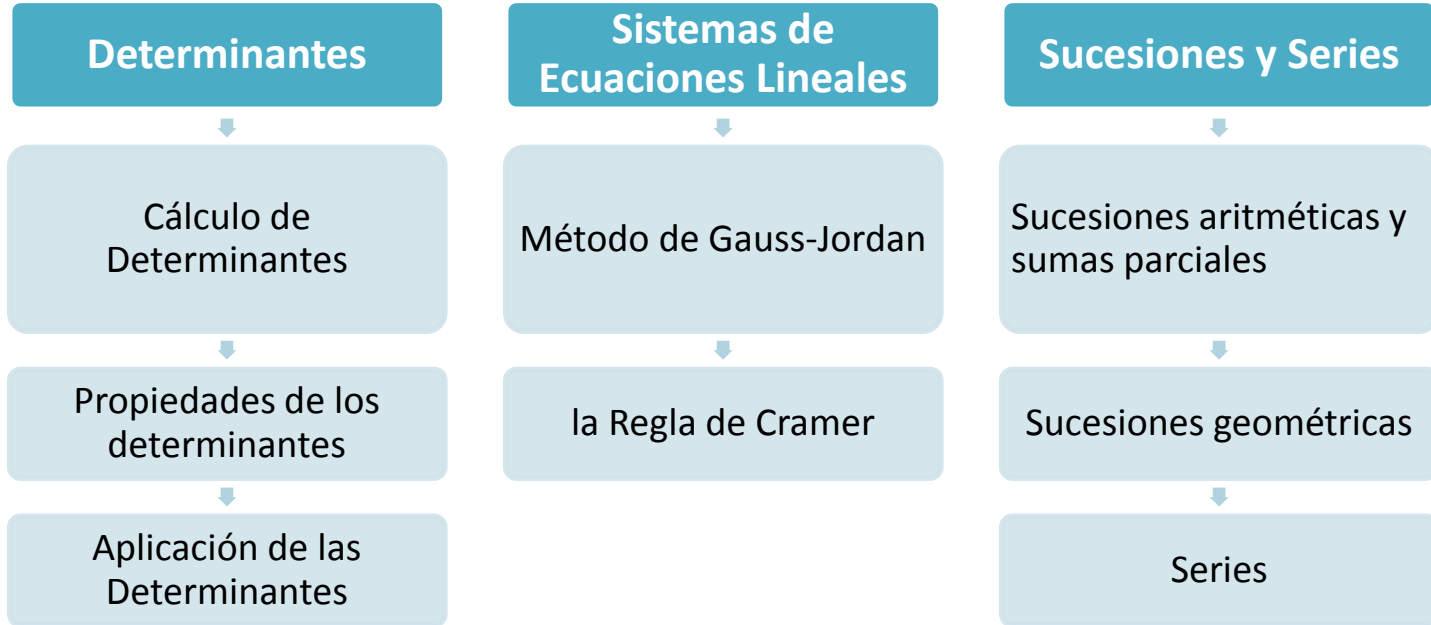 Determinantes
Cálculo de
Determinantes
Propiedades de los
determinantes
Aplicación de las
Determinantes
Sistemas de
Ecuaciones Lineales
Método de Gauss-Jordan
la Regla de Cramer
Sucesiones y Series
Sucesiones aritméticas y
sumas parciales
Sucesiones geométricas
Series